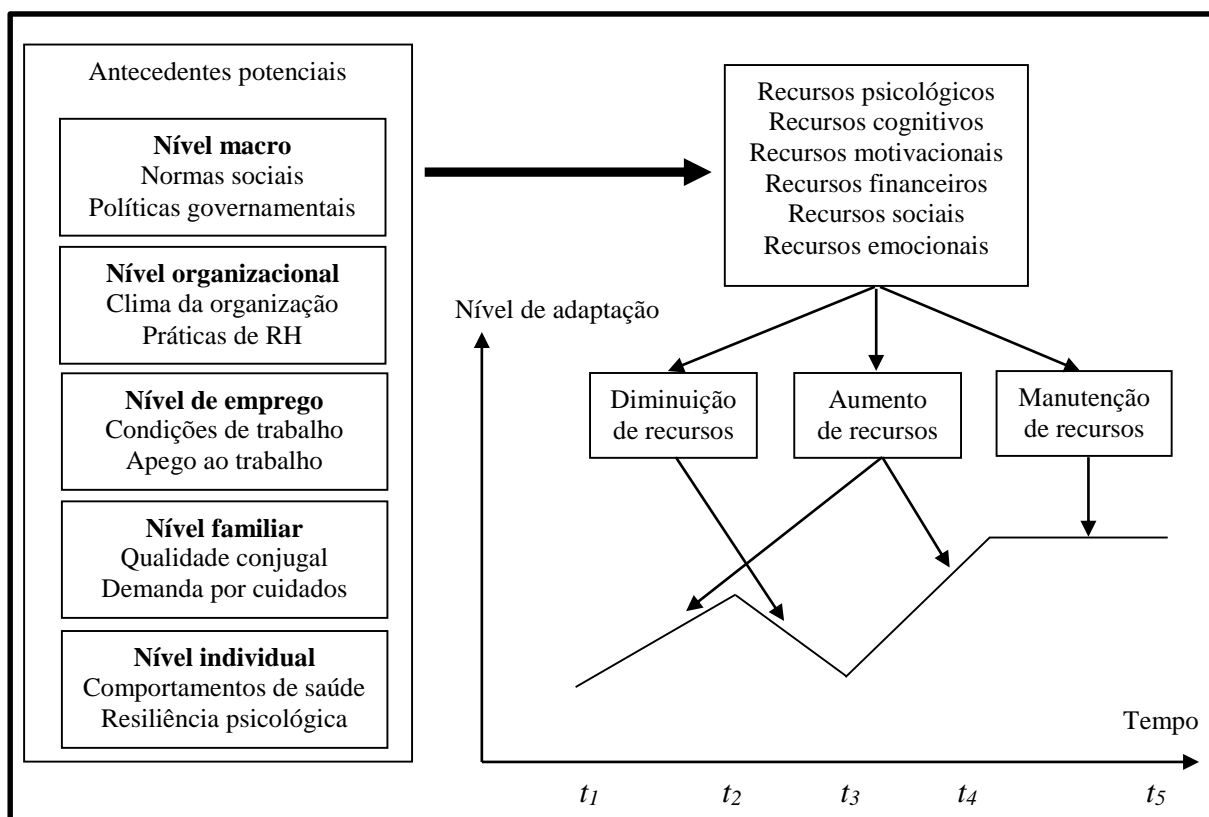 Antecedentes potenciais
Nível macro
Normas sociais
Políticas governamentais
Nível organizacional
Clima da organização
Práticas de RH
Nível de emprego
Condições de trabalho
Apego ao trabalho
Nível familiar
Qualidade conjugal
Demanda por cuidados
Nível individual
Comportamentos de saúde
Resiliência psicológica
Recursos psicológicos
Recursos cognitivos
Recursos motivacionais
Recursos financeiros
Recursos sociais
Recursos emocionais
Nível de adaptação
Diminuição
de recursos
Aumento
de recursos
Manutenção
de recursos
Tempo
t1 t2 t3 t4 t5